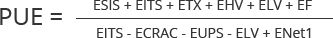 PUE = ESIS + EITS + ETX + EHV + ELV + EF
EITS - ECRAC - EUPS - ELV + ENet1